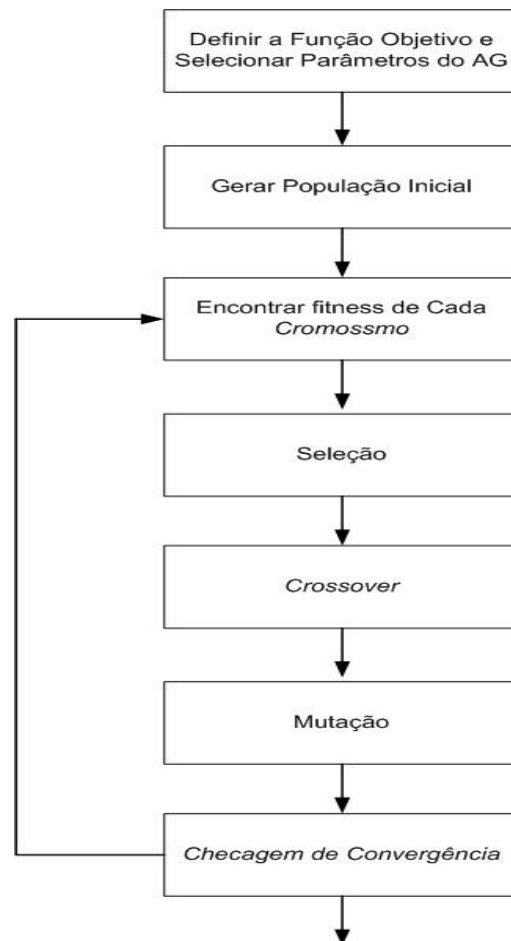 Definir a Função Objetivo e
Selecionar Parâmetros do AG
Gerar População Inicial
Encontrar fitness de Cada
Cromossmo
Seleção
Crossover
Mutação
Checagem de Convergência